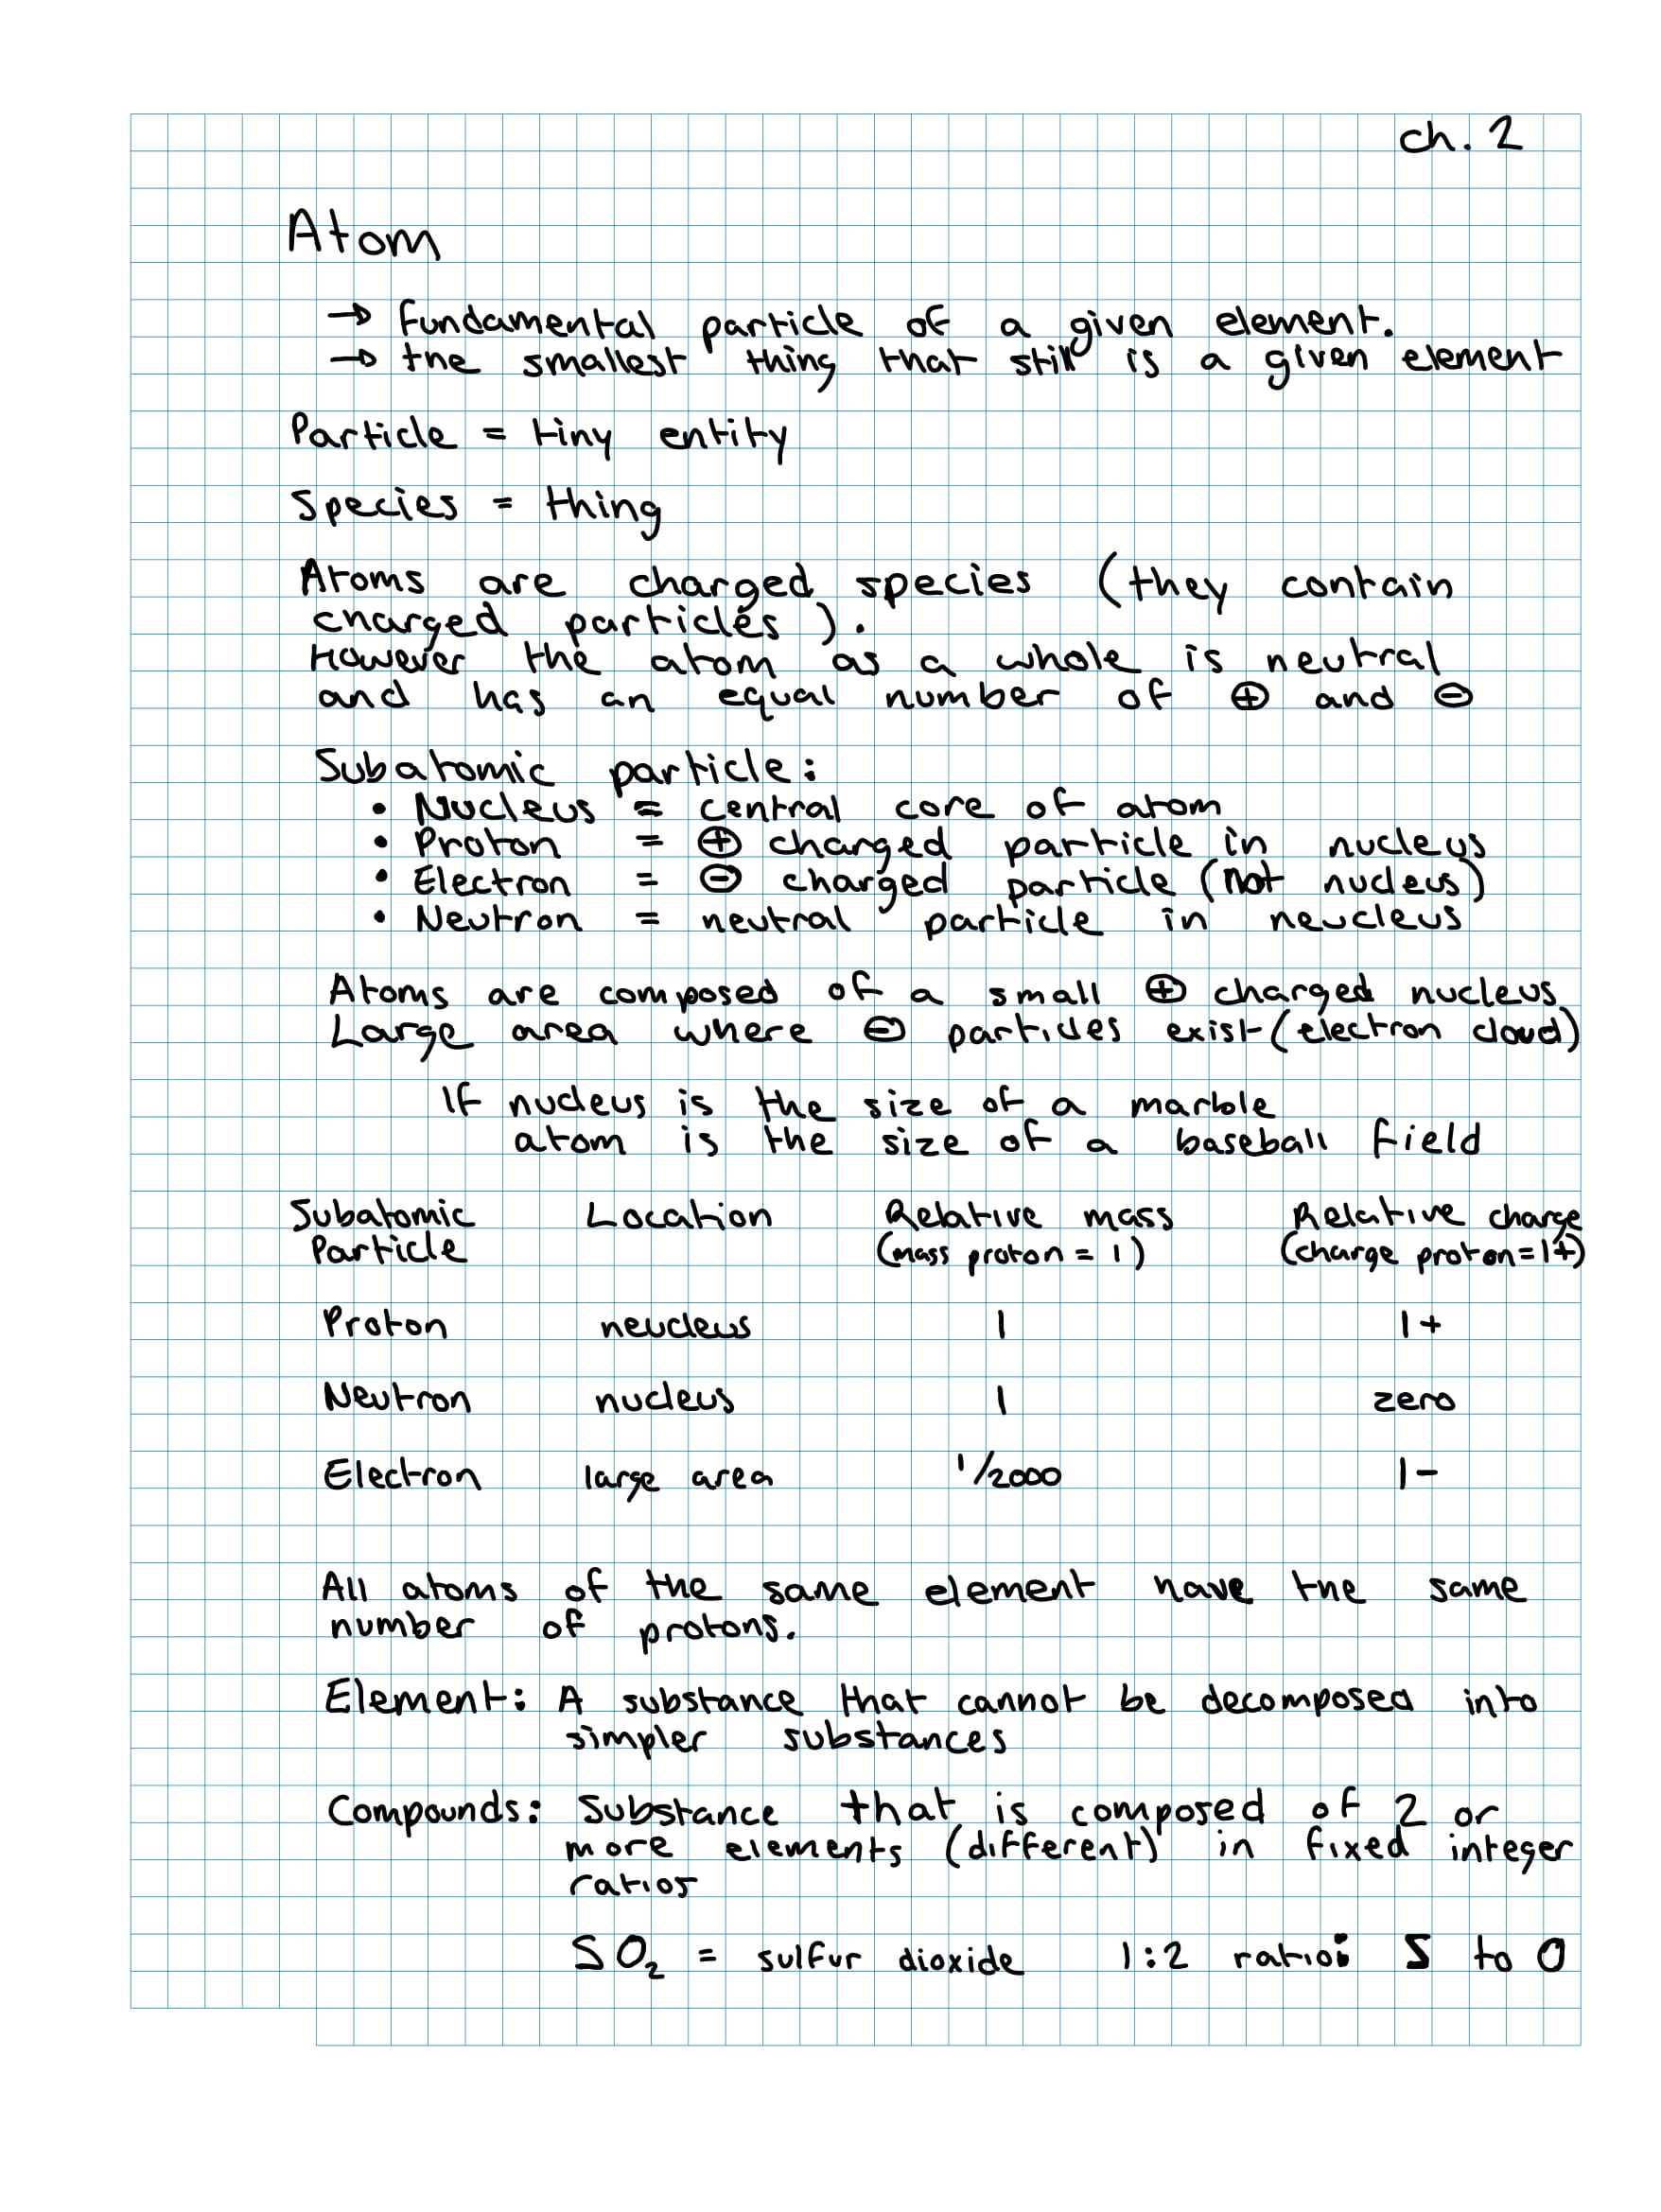 ch. 2
Atom
→ fundamental particle of a given element.
→ the smallest thing that still is a given element
Particle = tiny entity
Species = thing
Atoms are charged species (they contain
charged particles).
However the atom as a whole is neutral
and has an equal number of ⊕ and ⊖
Subatomic particle:
• Nucleus = central core of atom
• Proton = ⊕ charged particle in nucleus
• Electron = ⊖ charged particle (not nucleus)
• Neutron = neutral particle in neucleus
Atoms are composed of a small ⊕ charged nucleus
Large area where ⊖ particles exist (electron cloud)
If nucleus is the size of a marble
atom is the size of a baseball field
Subatomic Location Relative mass Relative charge
Particle (mass proton = 1) (charge proton=1+)
Proton neucleus 1 1+
Neutron nucleus 1 zero
Electron large area 1/2000 1-
All atoms of the same element have the same
number of protons.
Element: A substance that cannot be decomposed into
simpler substances
Compounds: Substance that is composed of 2 or
more elements (different) in fixed integer
ratios
SO₂ = sulfur dioxide 1:2 ratio: S to O